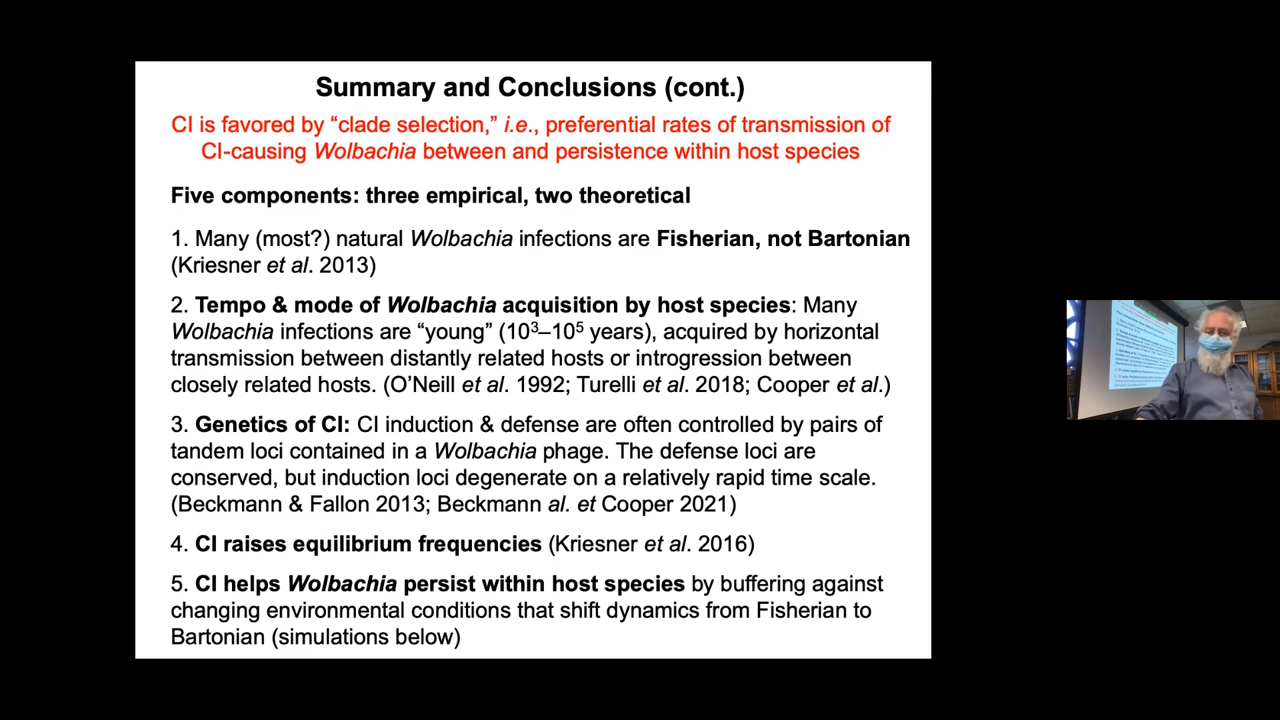 Summary and Conclusions (cont.)
CI is favored by “clade selection,” i.e., preferential rates of transmission of
CI-causing Wolbachia between and persistence within host species
Five components: three empirical, two theoretical
1. Many (most?) natural Wolbachia infections are Fisherian, not Bartonian
(Kriesner et al. 2013)
2. Tempo & mode of Wolbachia acquisition by host species: Many
Wolbachia infections are “young” (10³–10⁵ years), acquired by horizontal
transmission between distantly related hosts or introgression between
closely related hosts. (O’Neill et al. 1992; Turelli et al. 2018; Cooper et al.)
3. Genetics of CI: CI induction & defense are often controlled by pairs of
tandem loci contained in a Wolbachia phage. The defense loci are
conserved, but induction loci degenerate on a relatively rapid time scale.
(Beckmann & Fallon 2013; Beckmann al. et Cooper 2021)
4. CI raises equilibrium frequencies (Kriesner et al. 2016)
5. CI helps Wolbachia persist within host species by buffering against
changing environmental conditions that shift dynamics from Fisherian to
Bartonian (simulations below)